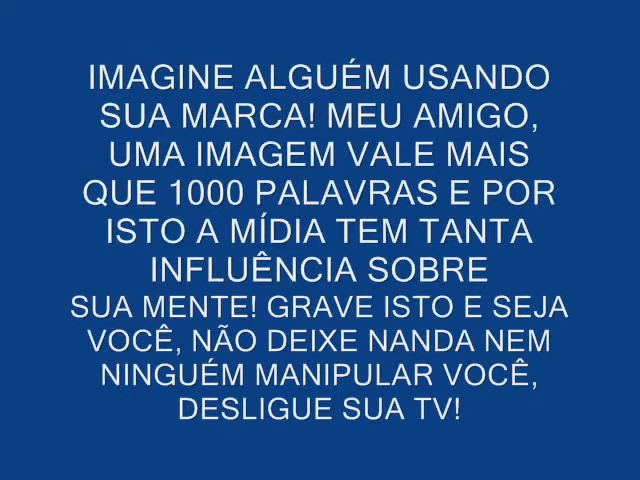 IMAGINE ALGUÉM USANDO
SUA MARCA! MEU AMIGO,
UMA IMAGEM VALE MAIS
QUE 1000 PALAVRAS E POR
ISTO A MÍDIA TEM TANTA
INFLUÊNCIA SOBRE
SUA MENTE! GRAVE ISTO E SEJA
VOCÊ, NÃO DEIXE NANDA NEM
NINGUÉM MANIPULAR VOCÊ,
DESLIGUE SUA TV!